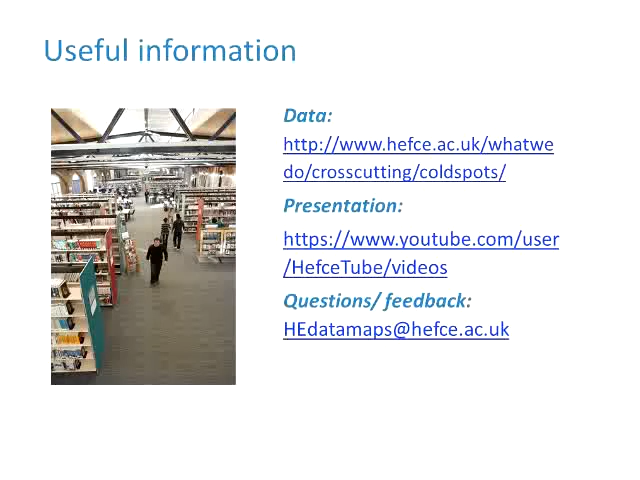 Useful information
Data:
http://www.hefce.ac.uk/whatwe
do/crosscutting/coldspots/
Presentation:
https://www.youtube.com/user
/HefceTube/videos
Questions/ feedback:
HEdatamaps@hefce.ac.uk